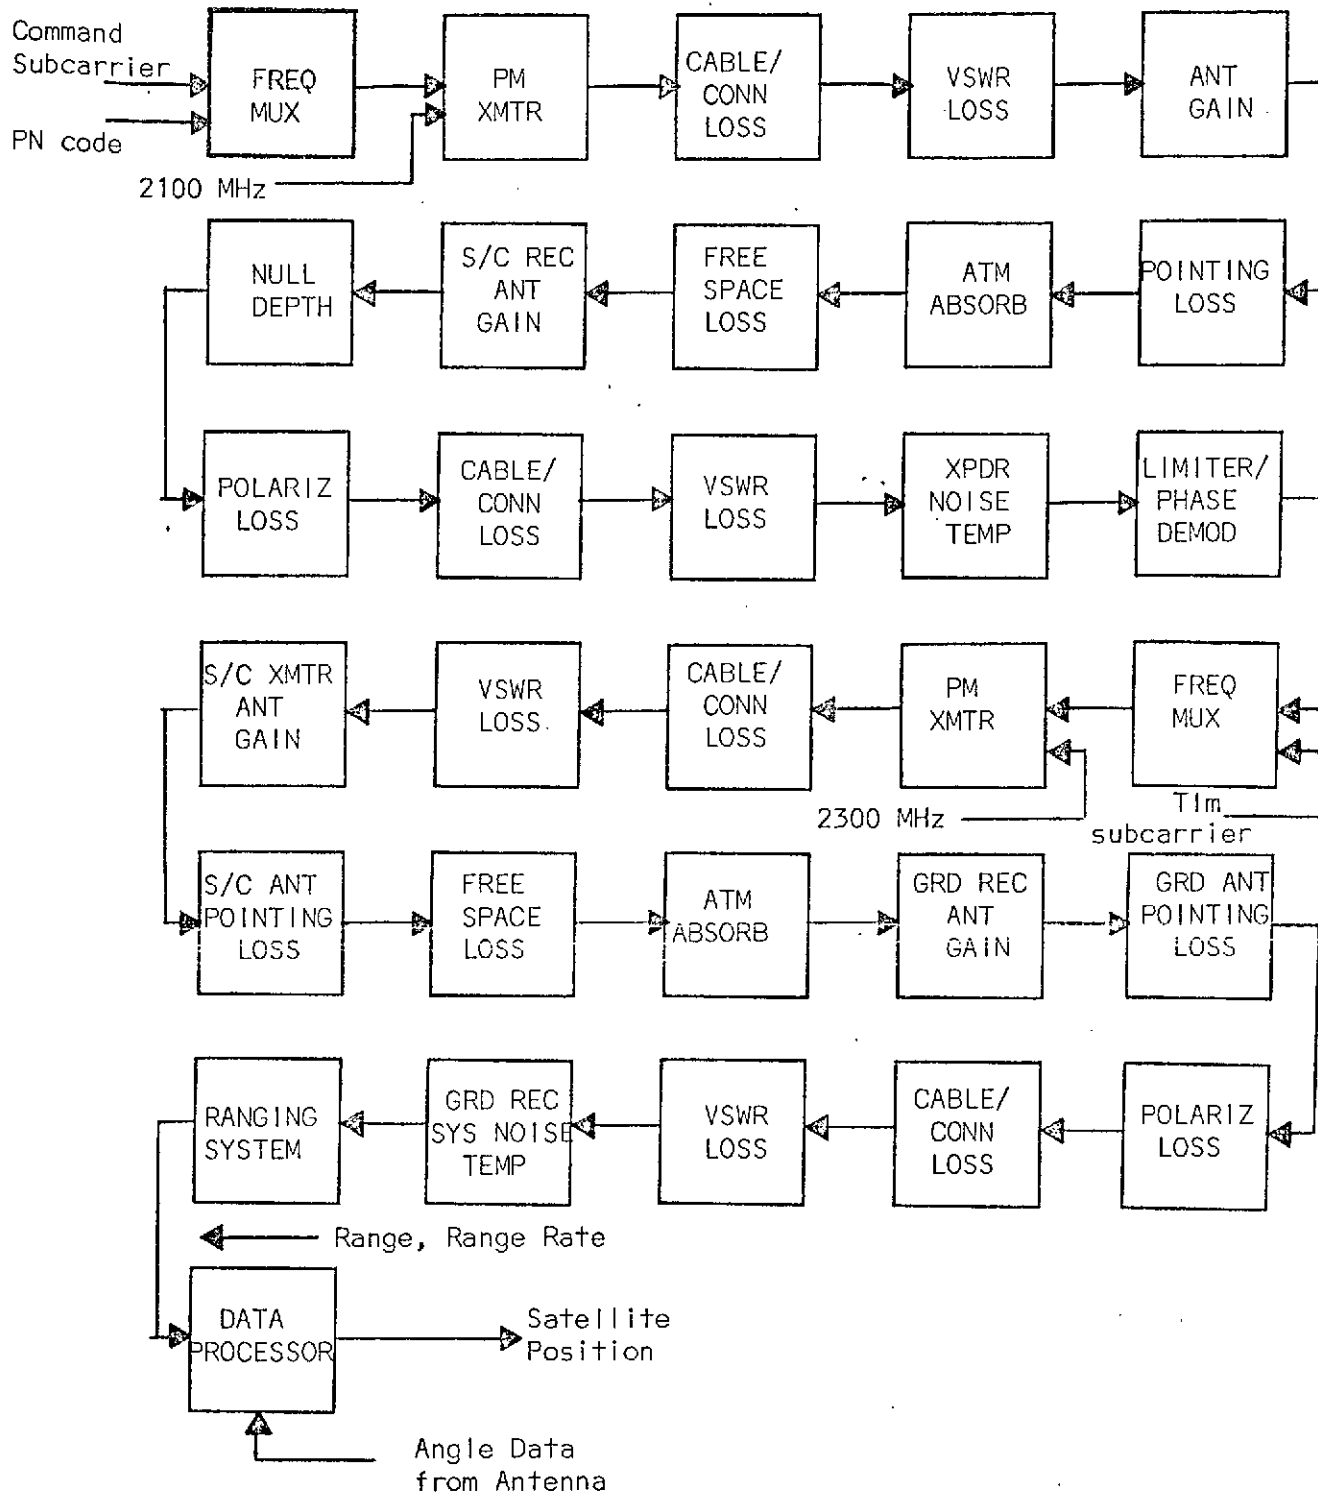 Command
Subcarrier
PN code
2100 MHz
FREQ
MUX
PM
XMTR
CABLE/
CONN
LOSS
VSWR
LOSS
ANT
GAIN
NULL
DEPTH
S/C REC
ANT
GAIN
FREE
SPACE
LOSS
ATM
ABSORB
POINTING
LOSS
POLARIZ
LOSS
CABLE/
CONN
LOSS
VSWR
LOSS
XPDR
NOISE
TEMP
LIMITER/
PHASE
DEMOD
S/C XMTR
ANT
GAIN
VSWR
LOSS
CABLE/
CONN
LOSS
PM
XMTR
FREQ
MUX
2300 MHz
Tlm
subcarrier
S/C ANT
POINTING
LOSS
FREE
SPACE
LOSS
ATM
ABSORB
GRD REC
ANT
GAIN
GRD ANT
POINTING
LOSS
RANGING
SYSTEM
GRD REC
SYS NOISE
TEMP
VSWR
LOSS
CABLE/
CONN
LOSS
POLARIZ
LOSS
Range, Range Rate
DATA
PROCESSOR
Satellite
Position
Angle Data
from Antenna